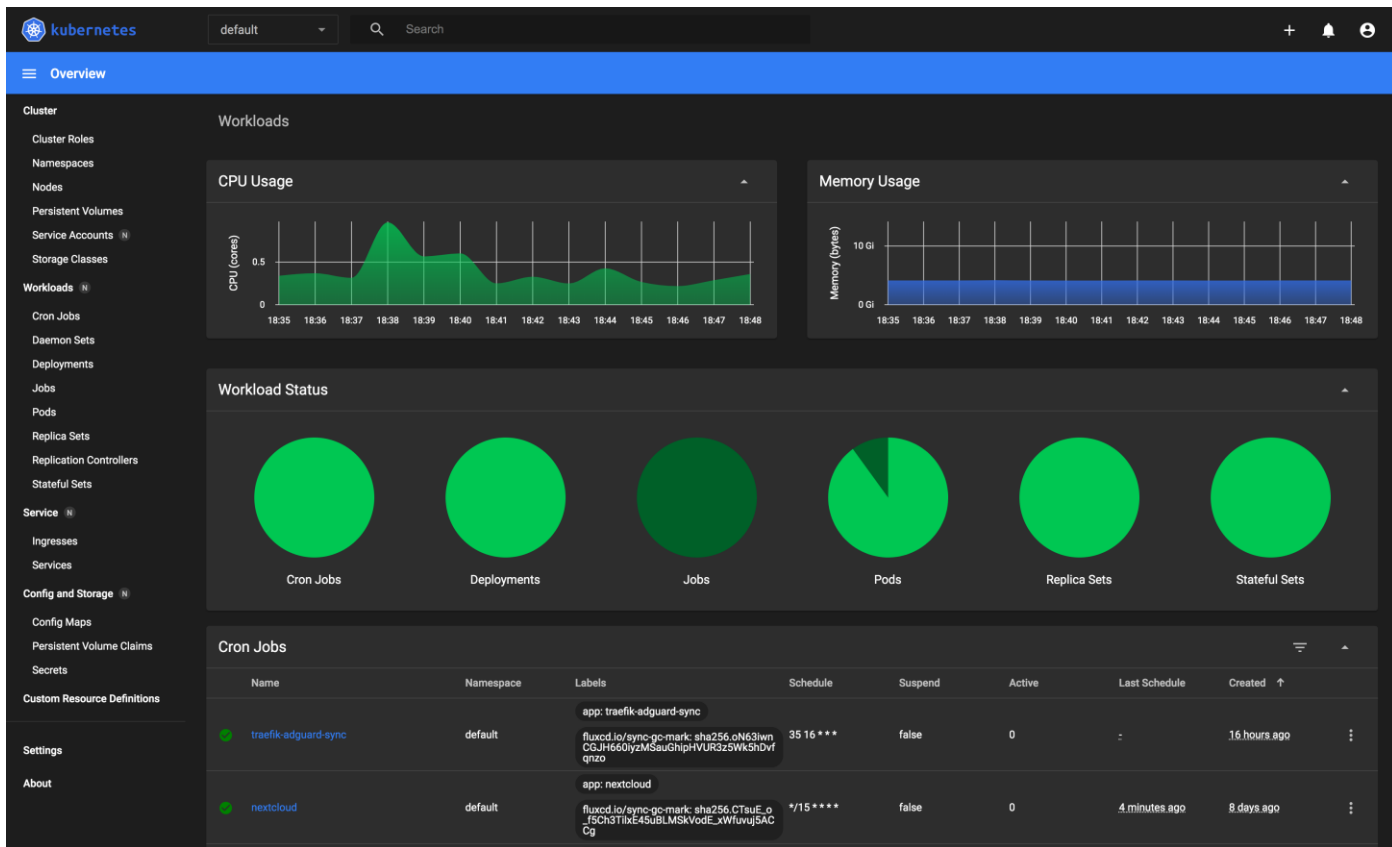 kubernetes
default
Search
Overview
Cluster
Cluster Roles
Namespaces
Nodes
Persistent Volumes
Service Accounts N
Storage Classes
Workloads N
Cron Jobs
Daemon Sets
Deployments
Jobs
Pods
Replica Sets
Replication Controllers
Stateful Sets
Service N
Ingresses
Services
Config and Storage N
Config Maps
Persistent Volume Claims
Secrets
Custom Resource Definitions
Settings
About
Workloads
CPU Usage
CPU (cores)
0.5
0
18:35 18:36 18:37 18:38 18:39 18:40 18:41 18:42 18:43 18:44 18:45 18:46 18:47 18:48
Memory Usage
Memory (bytes)
10 Gi
0 Gi
18:35 18:36 18:37 18:38 18:39 18:40 18:41 18:42 18:43 18:44 18:45 18:46 18:47 18:48
Workload Status
Cron Jobs Deployments Jobs Pods Replica Sets Stateful Sets
Cron Jobs
Name Namespace Labels Schedule Suspend Active Last Schedule Created
app: traefik-adguard-sync
traefik-adguard-sync default
fluxcd.io/sync-gc-mark: sha256.oN63iwn
CGJH660iyzMSauGhipHVUR3z5Wk5hDvf
qnzo
35 16 * * * false 0 - 16 hours ago
app: nextcloud
nextcloud default
fluxcd.io/sync-gc-mark: sha256.CTsuE_o
_f5Ch3TiIxE45uBLMSkVodE_xWfuvuj5AC
Cg
*/15 * * * * false 0 4 minutes ago 8 days ago